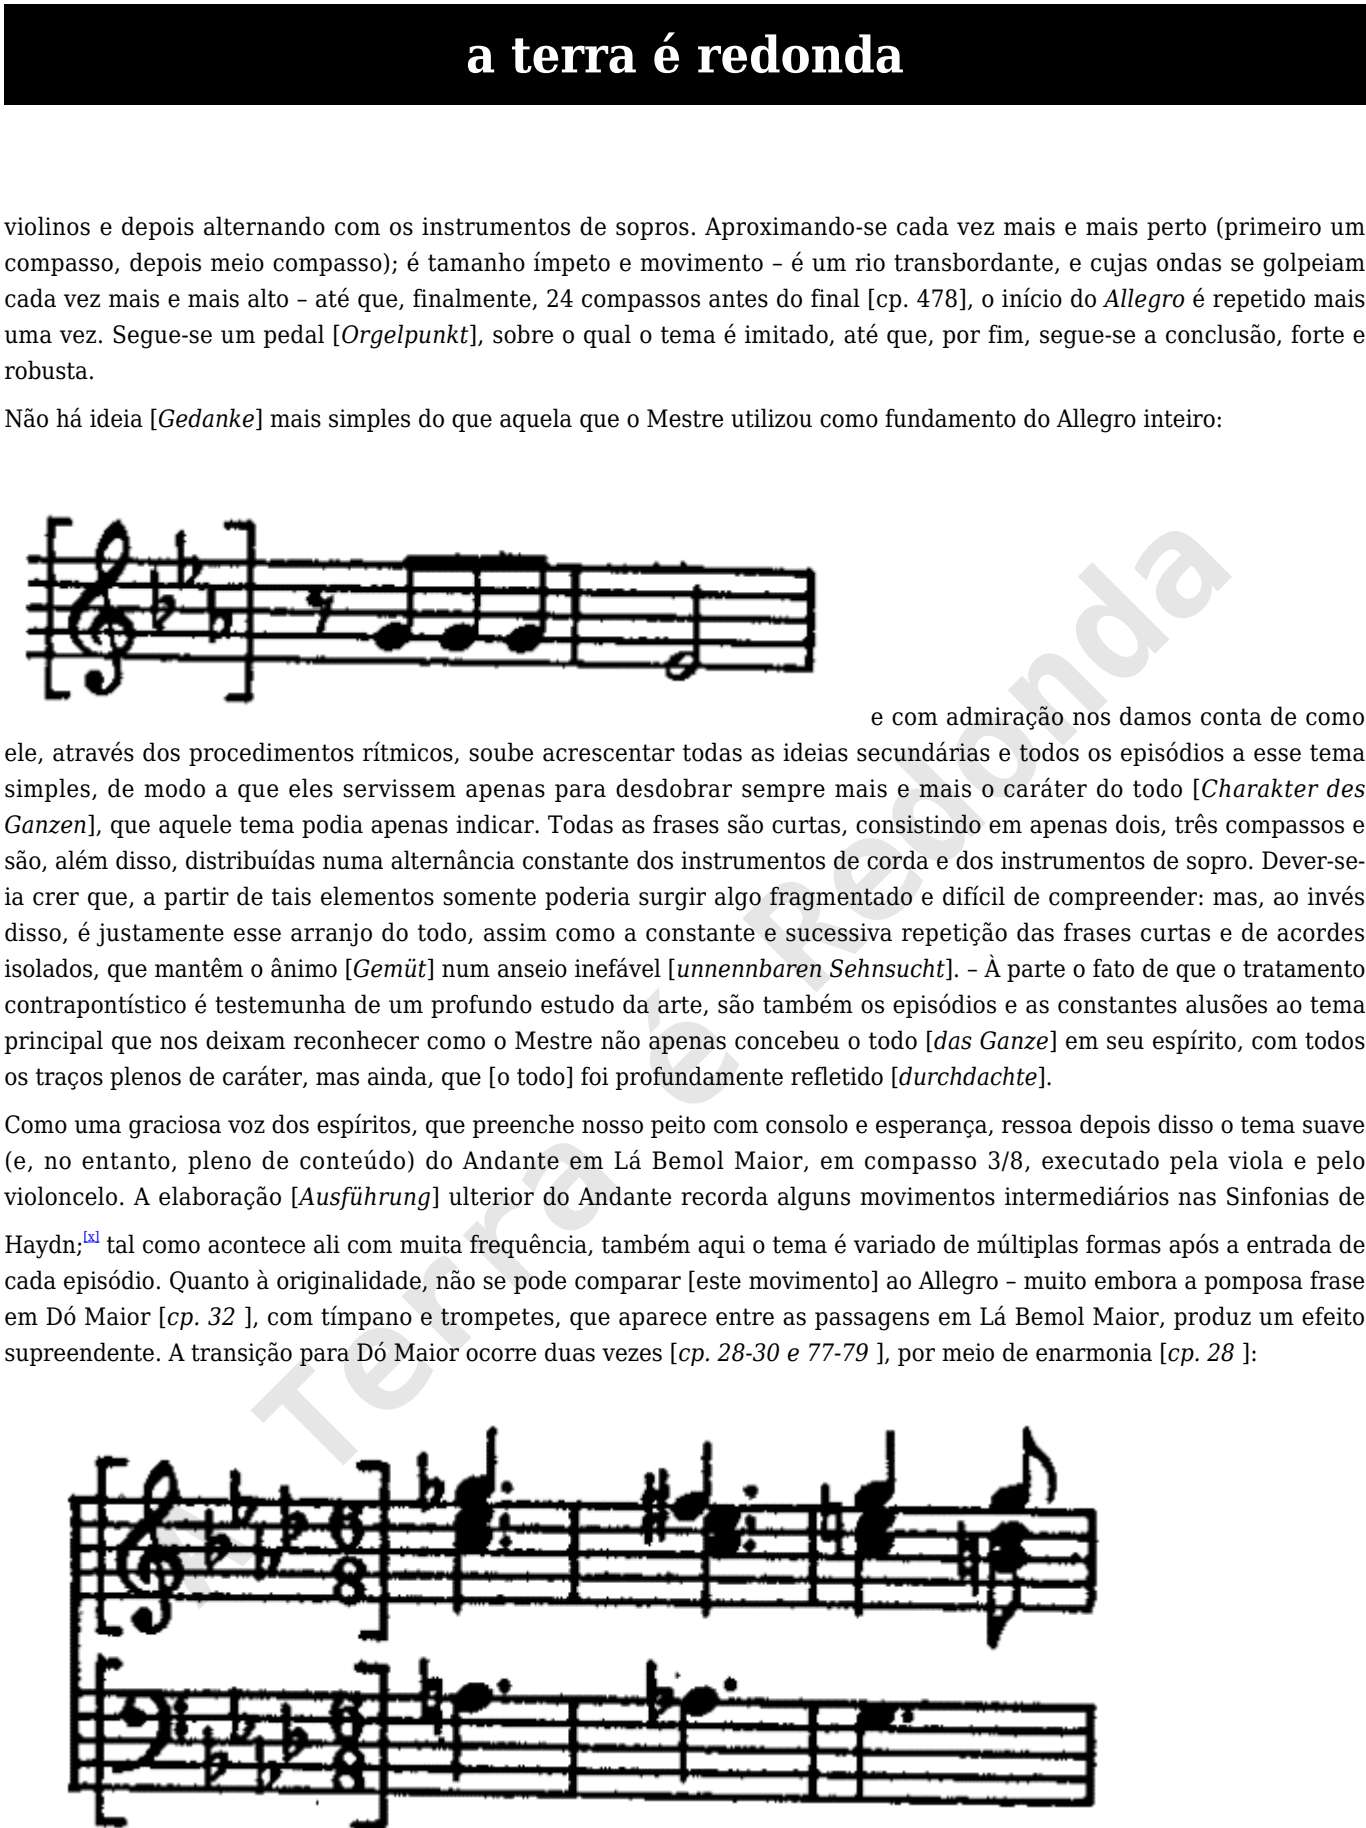 a terra é redonda
violinos e depois alternando com os instrumentos de sopros. Aproximando-se cada vez mais e mais perto (primeiro um
compasso, depois meio compasso); é tamanho ímpeto e movimento – é um rio transbordante, e cujas ondas se golpeiam
cada vez mais e mais alto – até que, finalmente, 24 compassos antes do final [cp. 478], o início do Allegro é repetido mais
uma vez. Segue-se um pedal [Orgelpunkt], sobre o qual o tema é imitado, até que, por fim, segue-se a conclusão, forte e
robusta.
Não há ideia [Gedanke] mais simples do que aquela que o Mestre utilizou como fundamento do Allegro inteiro:
e com admiração nos damos conta de como
ele, através dos procedimentos rítmicos, soube acrescentar todas as ideias secundárias e todos os episódios a esse tema
simples, de modo a que eles servissem apenas para desdobrar sempre mais e mais o caráter do todo [Charakter des
Ganzen], que aquele tema podia apenas indicar. Todas as frases são curtas, consistindo em apenas dois, três compassos e
são, além disso, distribuídas numa alternância constante dos instrumentos de corda e dos instrumentos de sopro. Dever-se-
ia crer que, a partir de tais elementos somente poderia surgir algo fragmentado e difícil de compreender: mas, ao invés
disso, é justamente esse arranjo do todo, assim como a constante e sucessiva repetição das frases curtas e de acordes
isolados, que mantêm o ânimo [Gemüt] num anseio inefável [unnennbaren Sehnsucht]. – À parte o fato de que o tratamento
contrapontístico é testemunha de um profundo estudo da arte, são também os episódios e as constantes alusões ao tema
principal que nos deixam reconhecer como o Mestre não apenas concebeu o todo [das Ganze] em seu espírito, com todos
os traços plenos de caráter, mas ainda, que [o todo] foi profundamente refletido [durchdachte].
Como uma graciosa voz dos espíritos, que preenche nosso peito com consolo e esperança, ressoa depois disso o tema suave
(e, no entanto, pleno de conteúdo) do Andante em Lá Bemol Maior, em compasso 3/8, executado pela viola e pelo
violoncelo. A elaboração [Ausführung] ulterior do Andante recorda alguns movimentos intermediários nas Sinfonias de
Haydn;[x] tal como acontece ali com muita frequência, também aqui o tema é variado de múltiplas formas após a entrada de
cada episódio. Quanto à originalidade, não se pode comparar [este movimento] ao Allegro – muito embora a pomposa frase
em Dó Maior [cp. 32 ], com tímpano e trompetes, que aparece entre as passagens em Lá Bemol Maior, produz um efeito
supreendente. A transição para Dó Maior ocorre duas vezes [cp. 28-30 e 77-79 ], por meio de enarmonia [cp. 28 ]:
6
8
6
8
A Terra é Redonda